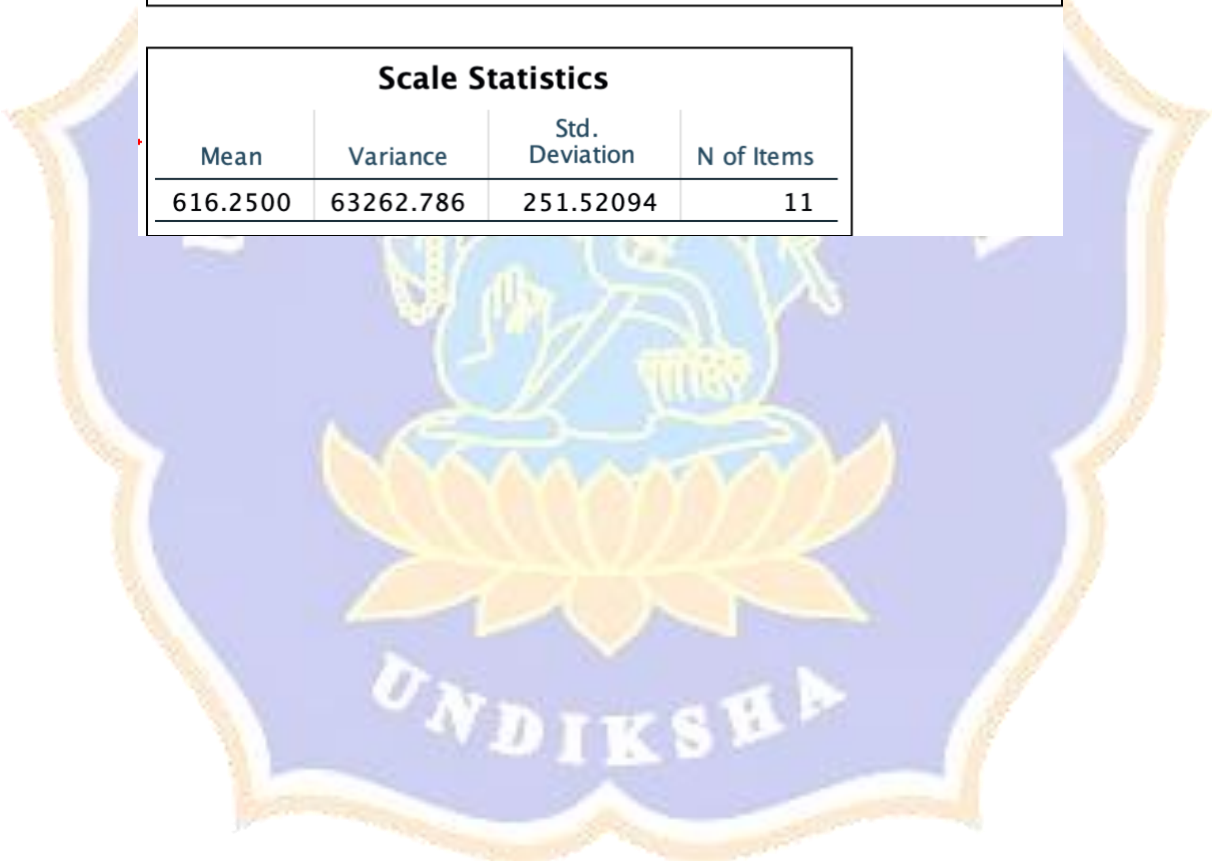 Scale Statistics
Mean Variance Std. Deviation N of Items
616.2500 63262.786 251.52094 11
UNDIKSHA